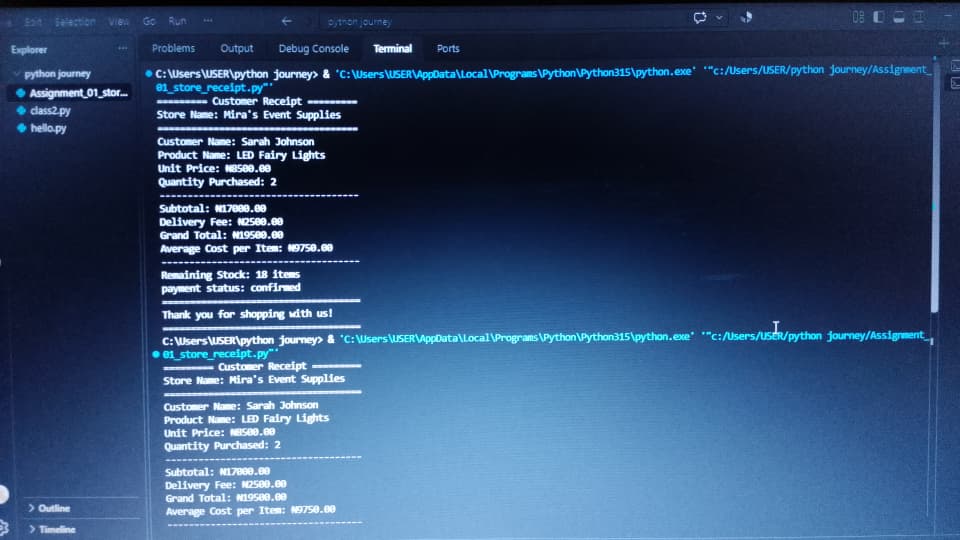 Edit Selection View Go Run ... python journey
Explorer ...
python journey
Assignment_01_stor...
class2.py
hello.py
Outline
Timeline
Problems Output Debug Console Terminal Ports
C:\Users\USER\python journey> & 'C:\Users\USER\AppData\Local\Programs\Python\Python315\python.exe' '"c:/Users/USER/python journey/Assignment_
01_store_receipt.py"'
========= Customer Receipt =========
Store Name: Mira's Event Supplies
====================================
Customer Name: Sarah Johnson
Product Name: LED Fairy Lights
Unit Price: ₦8500.00
Quantity Purchased: 2
------------------------------------
Subtotal: ₦17000.00
Delivery Fee: ₦2500.00
Grand Total: ₦19500.00
Average Cost per Item: ₦9750.00
------------------------------------
Remaining Stock: 18 items
payment status: confirmed
====================================
Thank you for shopping with us!
====================================
C:\Users\USER\python journey> & 'C:\Users\USER\AppData\Local\Programs\Python\Python315\python.exe' '"c:/Users/USER/python journey/Assignment_
01_store_receipt.py"'
========= Customer Receipt =========
Store Name: Mira's Event Supplies
====================================
Customer Name: Sarah Johnson
Product Name: LED Fairy Lights
Unit Price: ₦8500.00
Quantity Purchased: 2
------------------------------------
Subtotal: ₦17000.00
Delivery Fee: ₦2500.00
Grand Total: ₦19500.00
Average Cost per Item: ₦9750.00
------------------------------------